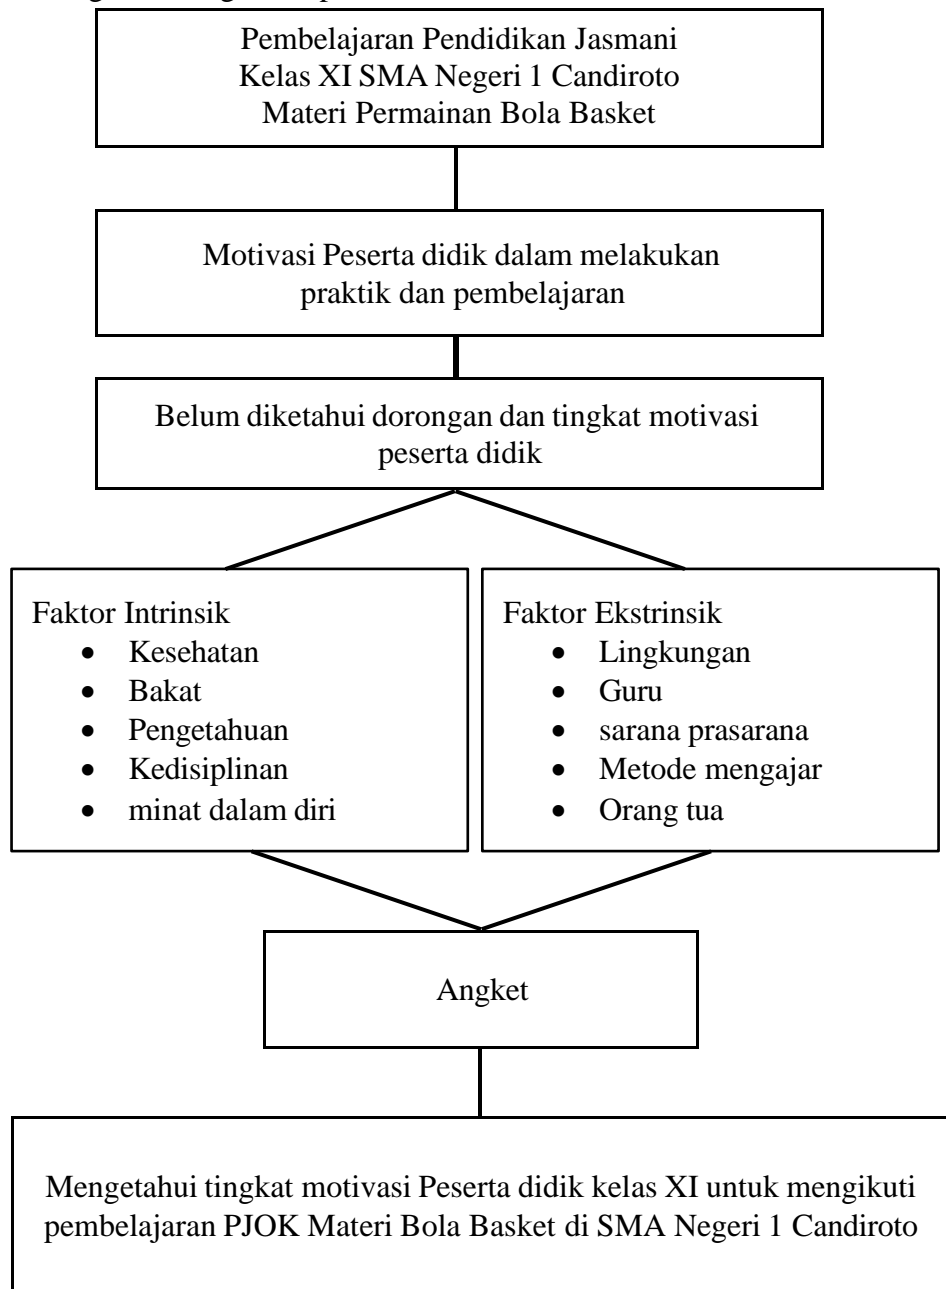 Pembelajaran Pendidikan Jasmani
Kelas XI SMA Negeri 1 Candiroto
Materi Permainan Bola Basket
Motivasi Peserta didik dalam melakukan
praktik dan pembelajaran
Belum diketahui dorongan dan tingkat motivasi
peserta didik
Faktor Intrinsik
• Kesehatan
• Bakat
• Pengetahuan
• Kedisiplinan
• minat dalam diri
Faktor Ekstrinsik
• Lingkungan
• Guru
• sarana prasarana
• Metode mengajar
• Orang tua
Angket
Mengetahui tingkat motivasi Peserta didik kelas XI untuk mengikuti
pembelajaran PJOK Materi Bola Basket di SMA Negeri 1 Candiroto